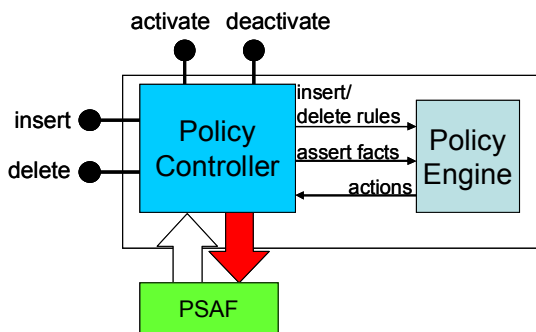 activate
deactivate
insert
delete
Policy
Controller
insert/
delete rules
assert facts
actions
Policy
Engine
PSAF